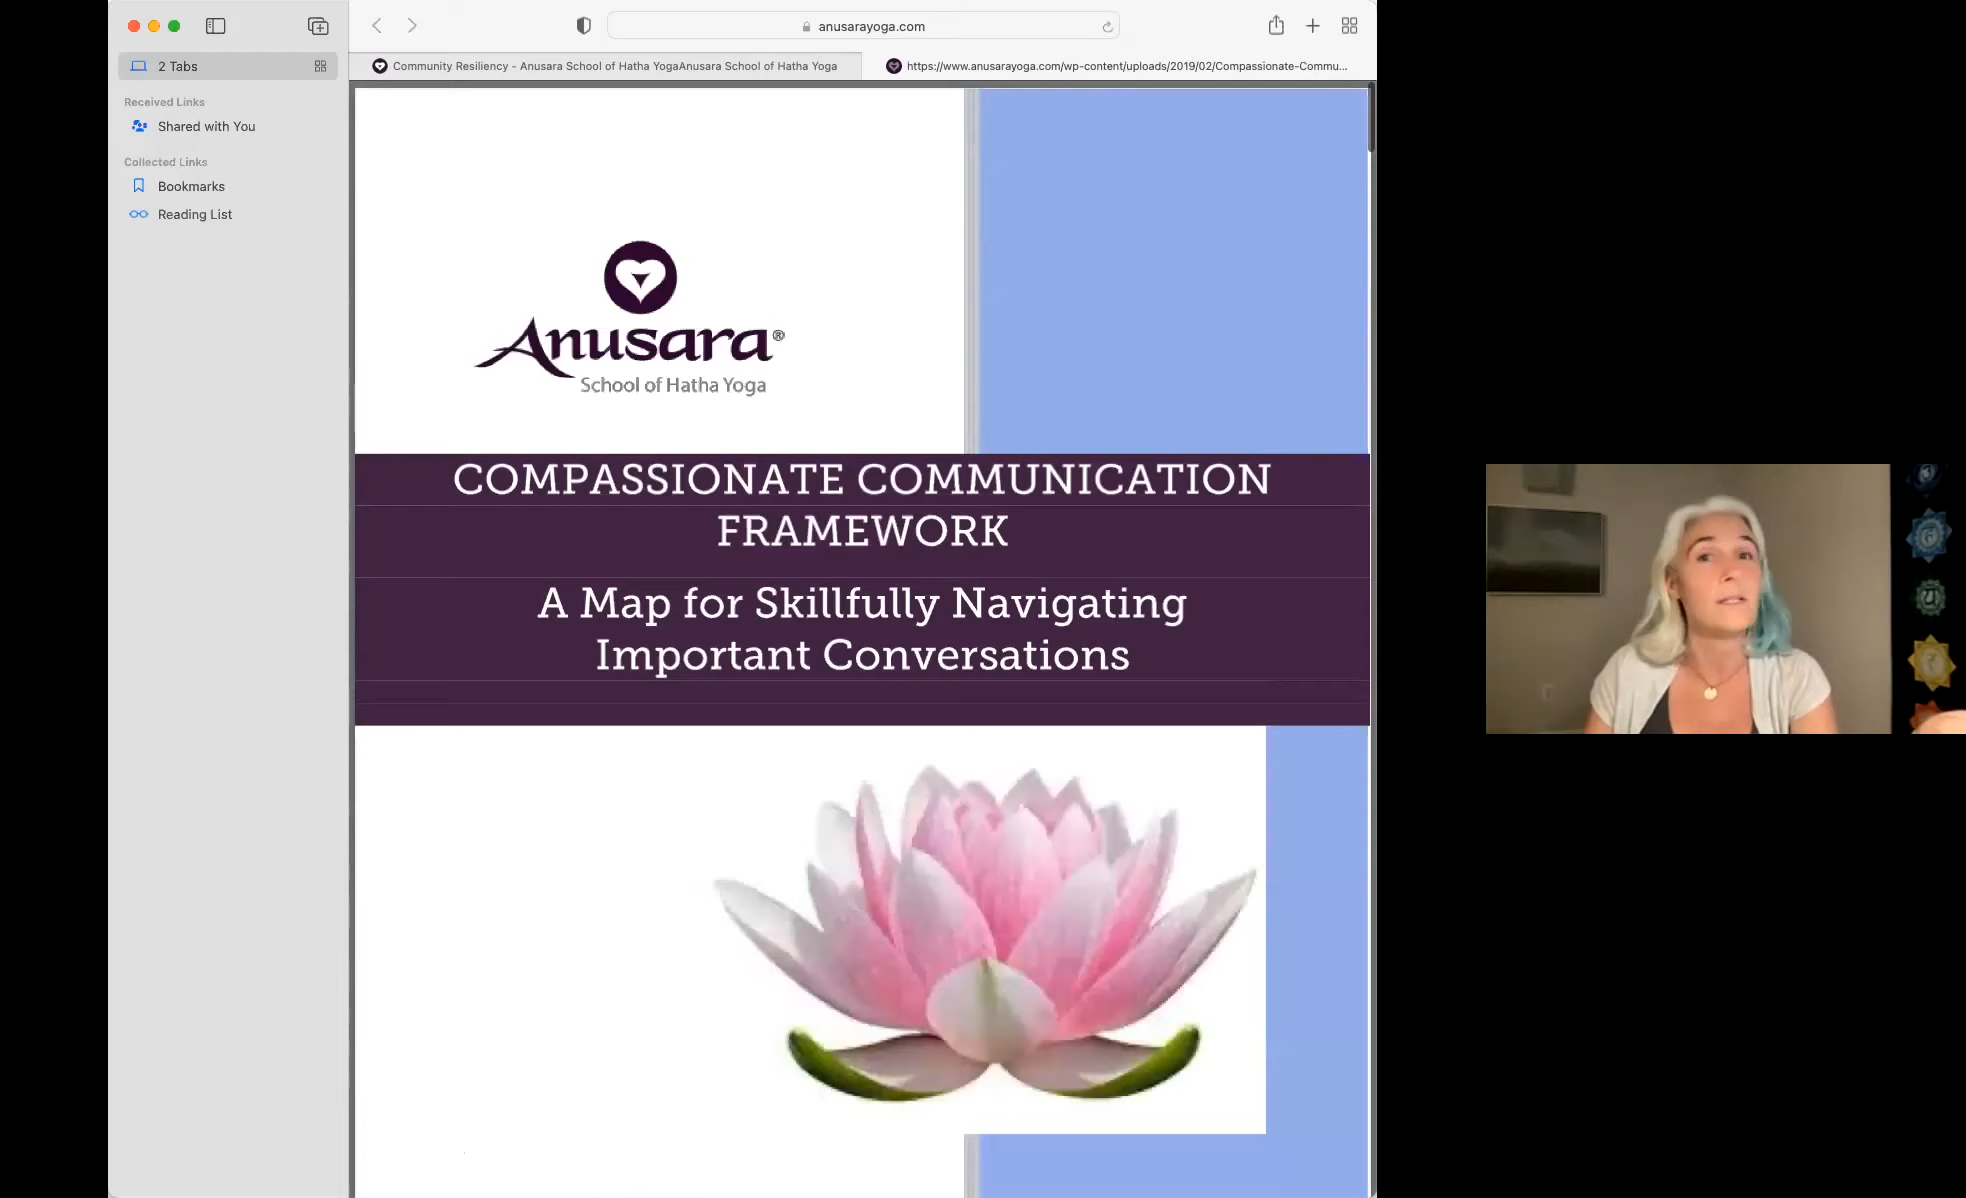 anusarayoga.com
2 Tabs
Community Resiliency - Anusara School of Hatha YogaAnusara School of Hatha Yoga
https://www.anusarayoga.com/wp-content/uploads/2019/02/Compassionate-Commu...
Received Links
Shared with You
Collected Links
Bookmarks
Reading List
Anusara®
School of Hatha Yoga
COMPASSIONATE COMMUNICATION
FRAMEWORK
A Map for Skillfully Navigating
Important Conversations